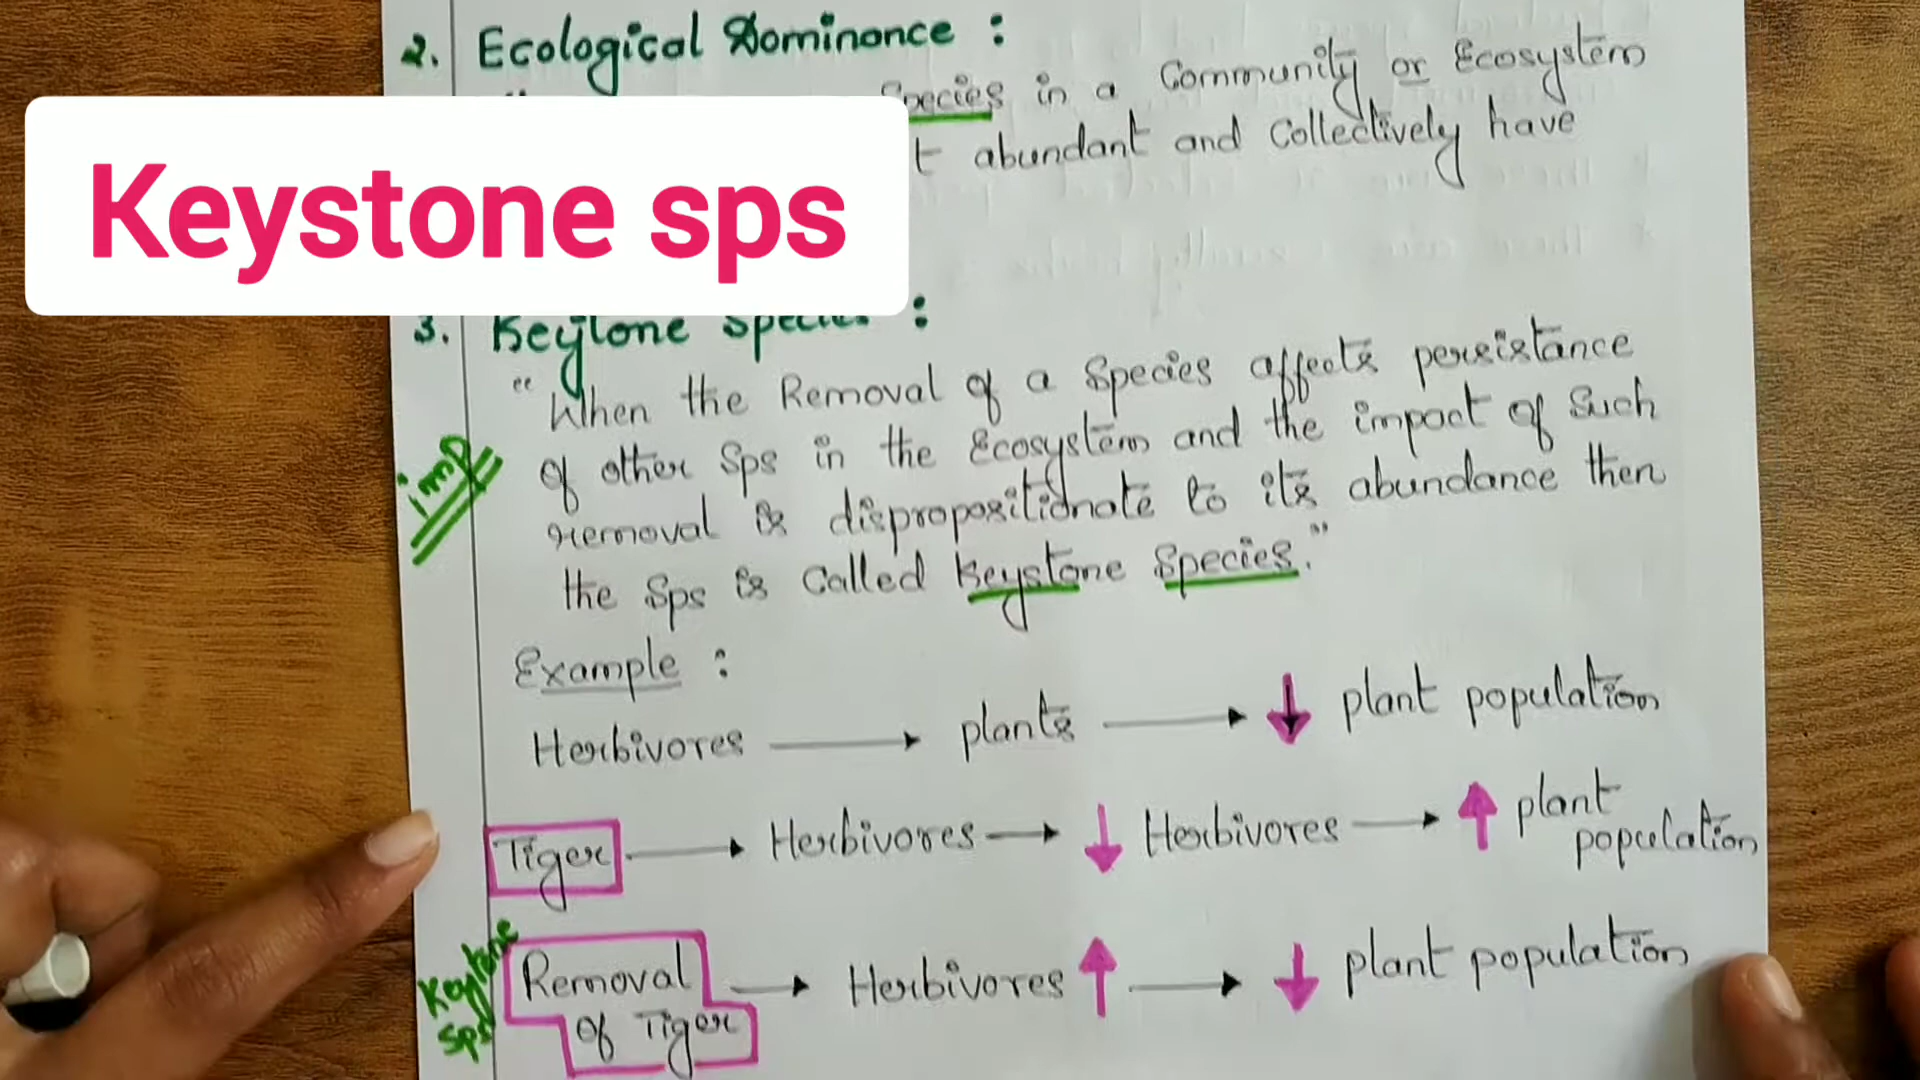 2. Ecological Dominance :
Species in a Community or Ecosystem
t abundant and Collectively have
Keystone sps
3. Keytone Species :
"When the Removal of a Species affects persistance
of other Sps in the Ecosystem and the impact of Such
removal is dispropositionate to its abundance then
imp
the Sps is Called Keystone Species."
Example :
Herbivores → plants → ↓ plant population
Tiger → Herbivores → ↓ Herbivores → ↑ plant
population
Keytone
Sps
Removal → Herbivores ↑ → ↓ plant population
of Tiger